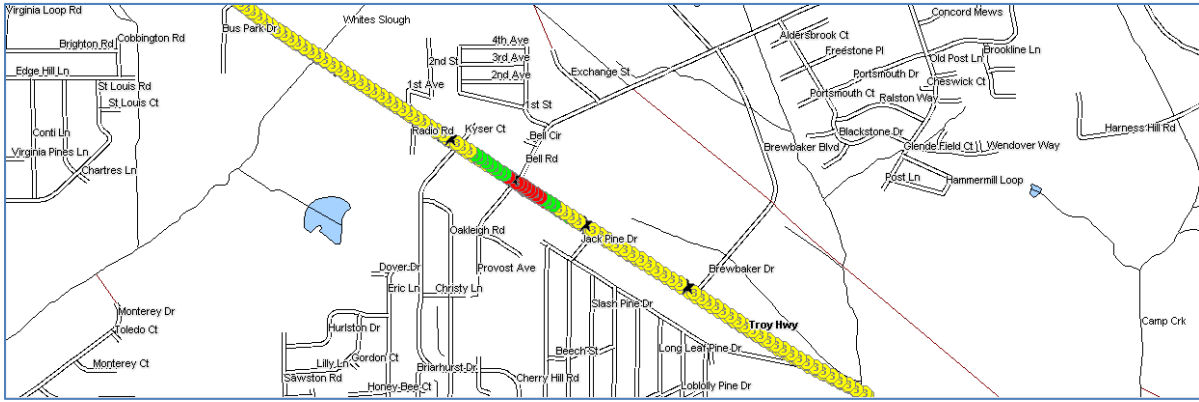 Virginia Loop Rd
Brighton Rd
Cobbington Rd
Edge Hill Ln
St Louis Rd
St Louis Ct
Conti Ln
Virginia Pines Ln
Chartres Ln
Bus Park Dr
Whites Slough
4th Ave
3rd Ave
2nd St
2nd Ave
1st Ave
1st St
Exchange St
Radio Rd
Kyser Ct
Bell Cir
Bell Rd
Aldersbrook Ct
Freestone Pl
Concord Mews
Brookline Ln
Old Post Ln
Portsmouth Dr
Cheswick Ct
Portsmouth Ct
Ralston Way
Blackstone Dr
Brewbaker Blvd
Glende Field Ct
Wendover Way
Post Ln
Hammermill Loop
Harness Hill Rd
Oakleigh Rd
Jack Pine Dr
Dover Dr
Provost Ave
Eric Ln
Christy Ln
Brewbaker Dr
Slash Pine Dr
Troy Hwy
Monterey Dr
Toledo Ct
Monterey Ct
Hurlston Dr
Gordon Ct
Lilly Ln
Sawston Rd
Honey-Bee Ct
Briarhurst Dr
Beech St
Cherry Hill Rd
Long Leaf Pine Dr
Loblolly Pine Dr
Camp Crk